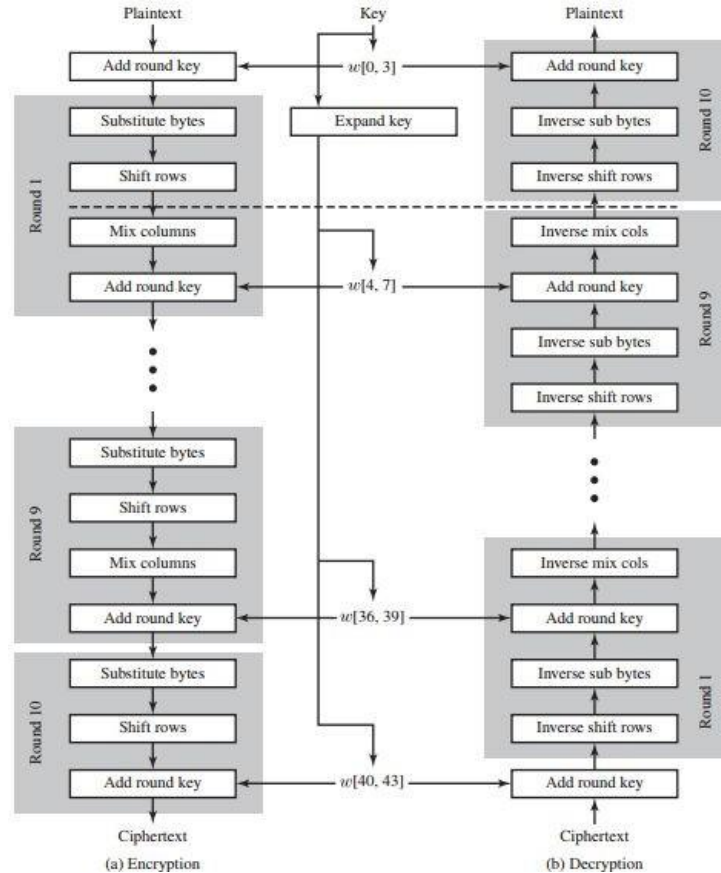 Plaintext
Add round key
Substitute bytes
Shift rows
Mix columns
Add round key
Round 1
Substitute bytes
Shift rows
Mix columns
Add round key
Round 9
Substitute bytes
Shift rows
Add round key
Round 10
Ciphertext
(a) Encryption
Key
w[0, 3]
Expand key
w[4, 7]
w[36, 39]
w[40, 43]
Plaintext
Add round key
Inverse sub bytes
Inverse shift rows
Round 10
Inverse mix cols
Add round key
Inverse sub bytes
Inverse shift rows
Round 9
Inverse mix cols
Add round key
Inverse sub bytes
Inverse shift rows
Round 1
Add round key
Ciphertext
(b) Decryption